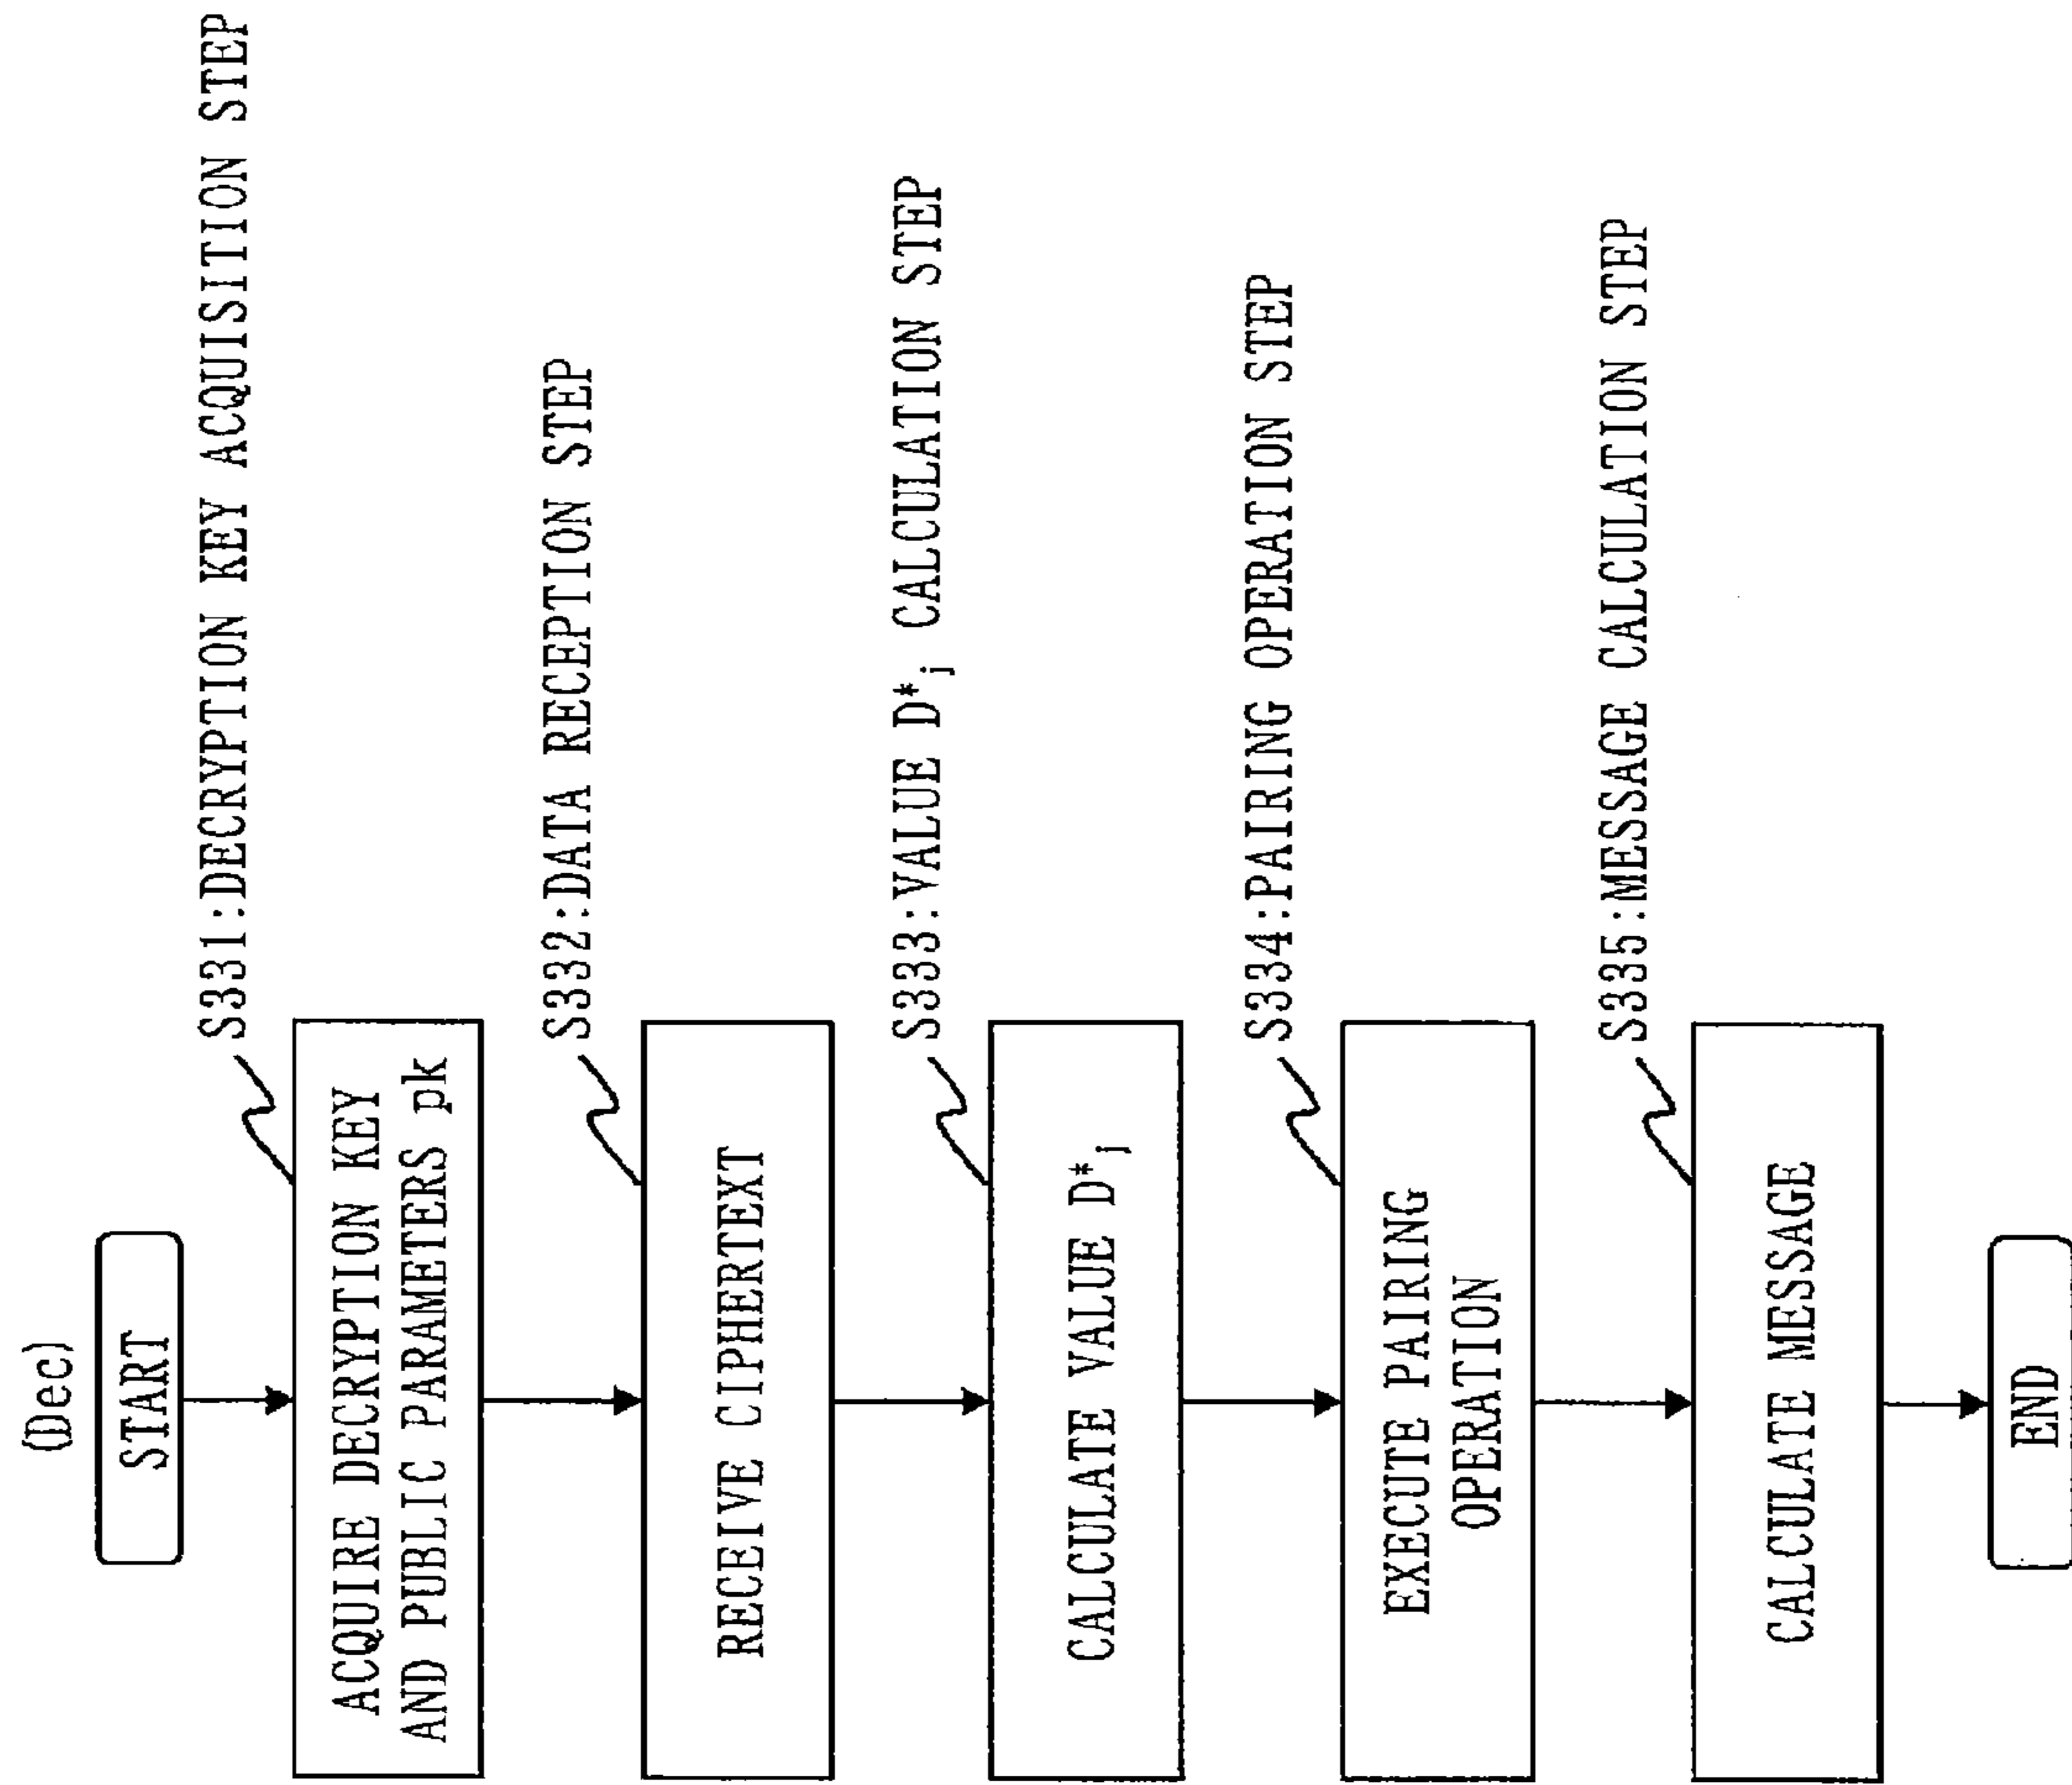 (Dec)
START
S331:DECRYPTION KEY ACQUISITION STEP
ACQUIRE DECRYPTION KEY
AND PUBLIC PARAMETERS pk
S332:DATA RECEPTION STEP
RECEIVE CIPHERTEXT
S333:VALUE D*j CALCULATION STEP
CALCULATE VALUE D*j
S334:PAIRING OPERATION STEP
EXECUTE PAIRING
OPERATION
S335:MESSAGE CALCULATION STEP
CALCULATE MESSAGE
END